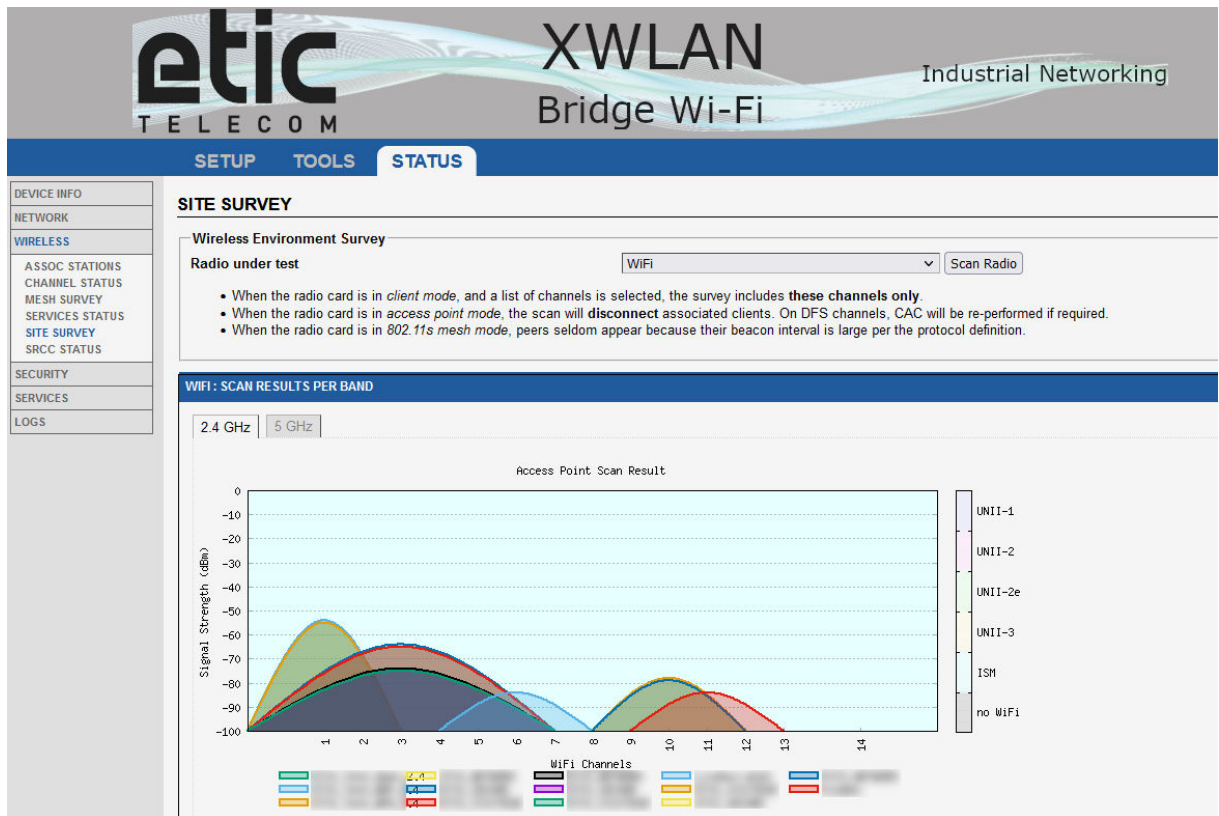 etic
TELECOM
XWLAN
Bridge Wi-Fi
Industrial Networking
SETUP TOOLS STATUS
DEVICE INFO
NETWORK
WIRELESS
ASSOC STATIONS
CHANNEL STATUS
MESH SURVEY
SERVICES STATUS
SITE SURVEY
SRCC STATUS
SECURITY
SERVICES
LOGS
SITE SURVEY
Wireless Environment Survey
Radio under test WiFi Scan Radio
• When the radio card is in client mode, and a list of channels is selected, the survey includes these channels only.
• When the radio card is in access point mode, the scan will disconnect associated clients. On DFS channels, CAC will be re-performed if required.
• When the radio card is in 802.11s mesh mode, peers seldom appear because their beacon interval is large per the protocol definition.
WIFI : SCAN RESULTS PER BAND
2.4 GHz 5 GHz
Access Point Scan Result
Signal Strength (dBm)
0
-10
-20
-30
-40
-50
-60
-70
-80
-90
-100
1 2 3 4 5 6 7 8 9 10 11 12 13 14
WiFi Channels
UNII-1
UNII-2
UNII-2e
UNII-3
ISM
no WiFi
2.4